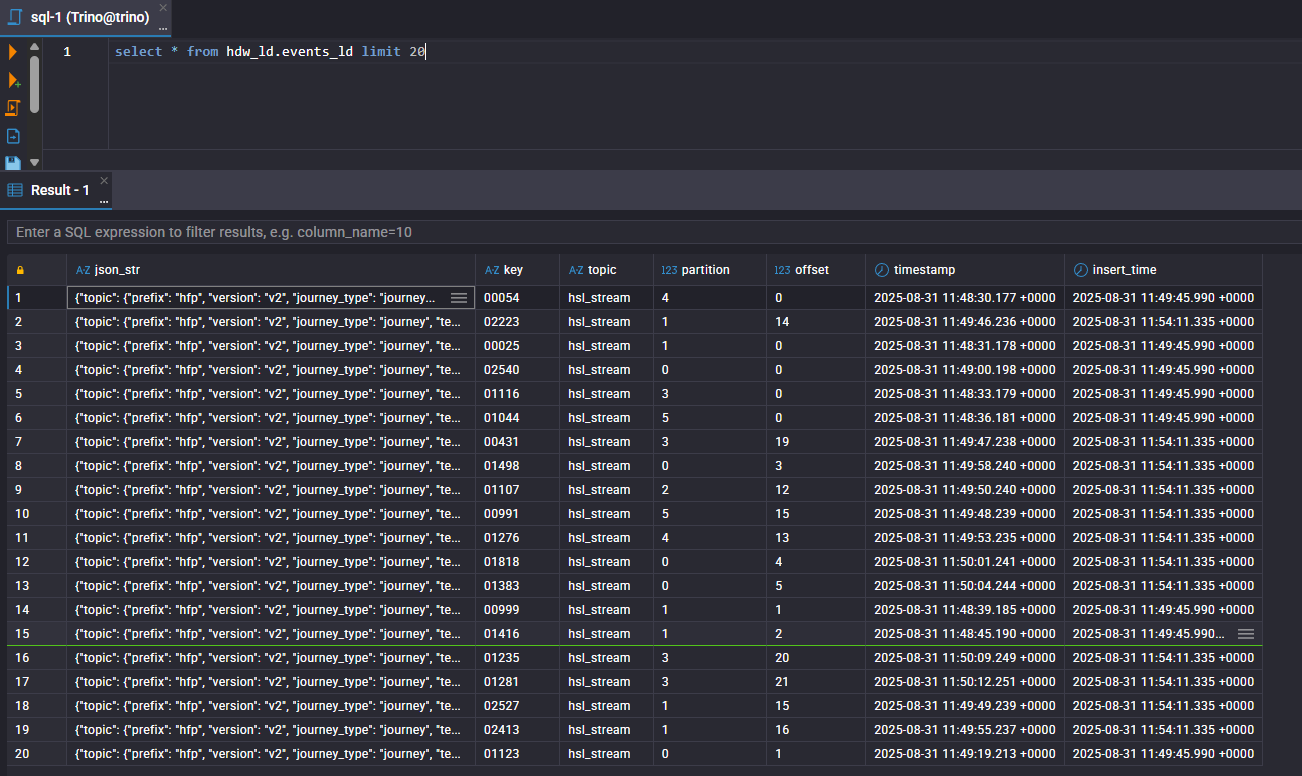 sql-1 (Trino@trino)
1 select * from hdw_ld.events_ld limit 20
Result - 1
Enter a SQL expression to filter results, e.g. column_name=10
A-Z json_str A-Z key A-Z topic 123 partition 123 offset timestamp insert_time
1 {"topic": {"prefix": "hfp", "version": "v2", "journey_type": "journey... 00054 hsl_stream 4 0 2025-08-31 11:48:30.177 +0000 2025-08-31 11:49:45.990 +0000
2 {"topic": {"prefix": "hfp", "version": "v2", "journey_type": "journey", "te... 02223 hsl_stream 1 14 2025-08-31 11:49:46.236 +0000 2025-08-31 11:54:11.335 +0000
3 {"topic": {"prefix": "hfp", "version": "v2", "journey_type": "journey", "te... 00025 hsl_stream 1 0 2025-08-31 11:48:31.178 +0000 2025-08-31 11:49:45.990 +0000
4 {"topic": {"prefix": "hfp", "version": "v2", "journey_type": "journey", "te... 02540 hsl_stream 0 0 2025-08-31 11:49:00.198 +0000 2025-08-31 11:49:45.990 +0000
5 {"topic": {"prefix": "hfp", "version": "v2", "journey_type": "journey", "te... 01116 hsl_stream 3 0 2025-08-31 11:48:33.179 +0000 2025-08-31 11:49:45.990 +0000
6 {"topic": {"prefix": "hfp", "version": "v2", "journey_type": "journey", "te... 01044 hsl_stream 5 0 2025-08-31 11:48:36.181 +0000 2025-08-31 11:49:45.990 +0000
7 {"topic": {"prefix": "hfp", "version": "v2", "journey_type": "journey", "te... 00431 hsl_stream 3 19 2025-08-31 11:49:47.238 +0000 2025-08-31 11:54:11.335 +0000
8 {"topic": {"prefix": "hfp", "version": "v2", "journey_type": "journey", "te... 01498 hsl_stream 0 3 2025-08-31 11:49:58.240 +0000 2025-08-31 11:54:11.335 +0000
9 {"topic": {"prefix": "hfp", "version": "v2", "journey_type": "journey", "te... 01107 hsl_stream 2 12 2025-08-31 11:49:50.240 +0000 2025-08-31 11:54:11.335 +0000
10 {"topic": {"prefix": "hfp", "version": "v2", "journey_type": "journey", "te... 00991 hsl_stream 5 15 2025-08-31 11:49:48.239 +0000 2025-08-31 11:54:11.335 +0000
11 {"topic": {"prefix": "hfp", "version": "v2", "journey_type": "journey", "te... 01276 hsl_stream 4 13 2025-08-31 11:49:53.235 +0000 2025-08-31 11:54:11.335 +0000
12 {"topic": {"prefix": "hfp", "version": "v2", "journey_type": "journey", "te... 01818 hsl_stream 0 4 2025-08-31 11:50:01.241 +0000 2025-08-31 11:54:11.335 +0000
13 {"topic": {"prefix": "hfp", "version": "v2", "journey_type": "journey", "te... 01383 hsl_stream 0 5 2025-08-31 11:50:04.244 +0000 2025-08-31 11:54:11.335 +0000
14 {"topic": {"prefix": "hfp", "version": "v2", "journey_type": "journey", "te... 00999 hsl_stream 1 1 2025-08-31 11:48:39.185 +0000 2025-08-31 11:49:45.990 +0000
15 {"topic": {"prefix": "hfp", "version": "v2", "journey_type": "journey", "te... 01416 hsl_stream 1 2 2025-08-31 11:48:45.190 +0000 2025-08-31 11:49:45.990...
16 {"topic": {"prefix": "hfp", "version": "v2", "journey_type": "journey", "te... 01235 hsl_stream 3 20 2025-08-31 11:50:09.249 +0000 2025-08-31 11:54:11.335 +0000
17 {"topic": {"prefix": "hfp", "version": "v2", "journey_type": "journey", "te... 01281 hsl_stream 3 21 2025-08-31 11:50:12.251 +0000 2025-08-31 11:54:11.335 +0000
18 {"topic": {"prefix": "hfp", "version": "v2", "journey_type": "journey", "te... 02527 hsl_stream 1 15 2025-08-31 11:49:49.239 +0000 2025-08-31 11:54:11.335 +0000
19 {"topic": {"prefix": "hfp", "version": "v2", "journey_type": "journey", "te... 02413 hsl_stream 1 16 2025-08-31 11:49:55.237 +0000 2025-08-31 11:54:11.335 +0000
20 {"topic": {"prefix": "hfp", "version": "v2", "journey_type": "journey", "te... 01123 hsl_stream 0 1 2025-08-31 11:49:19.213 +0000 2025-08-31 11:49:45.990 +0000